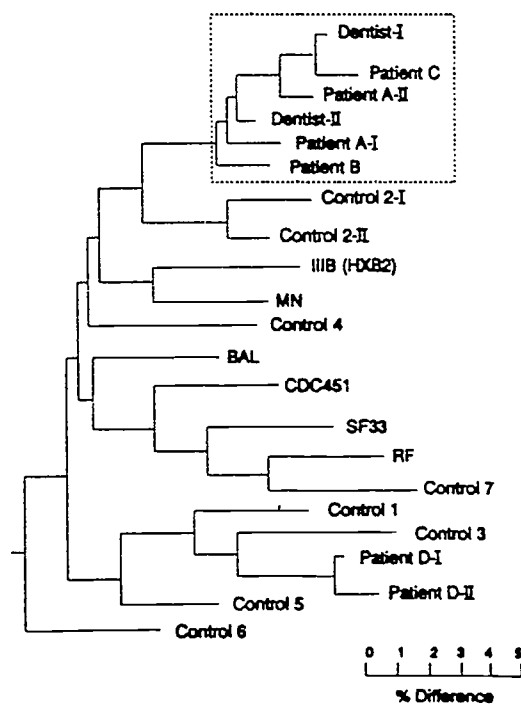 Dentist-I
Patient C
Patient A-II
Dentist-II
Patient A-I
Patient B
Control 2-I
Control 2-II
IIIB (HXB2)
MN
Control 4
BAL
CDC451
SF33
RF
Control 7
Control 1
Control 3
Patient D-I
Patient D-II
Control 5
Control 6
0 1 2 3 4 5
% Difference